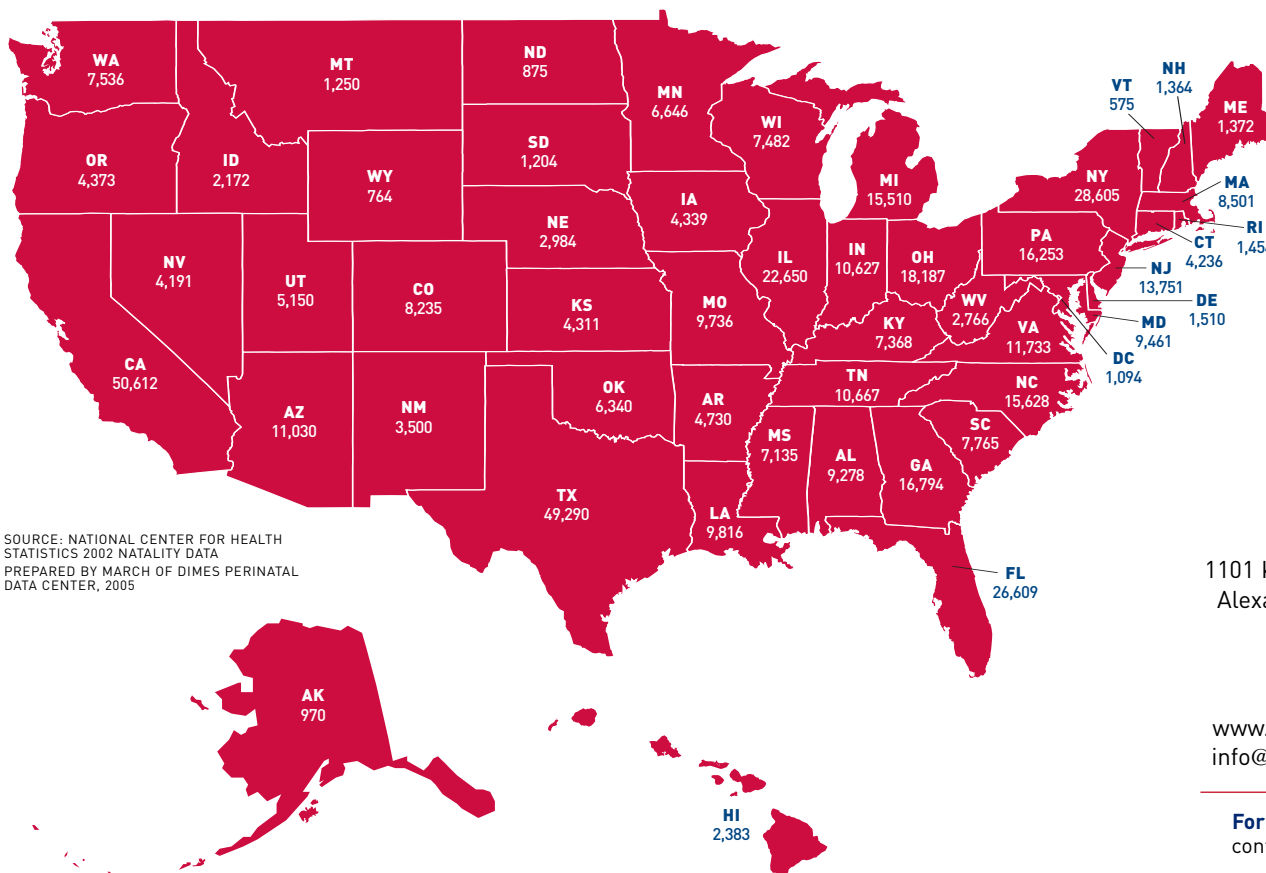 WA
7,536
MT
1,250
ND
875
MN
6,646
WI
7,482
MI
15,510
VT
575
NH
1,364
ME
1,372
OR
4,373
ID
2,172
WY
764
SD
1,204
IA
4,339
NE
2,984
NY
28,605
MA
8,501
RI
CT
4,236
PA
16,253
NJ
13,751
DE
1,510
MD
9,461
DC
1,094
NV
4,191
UT
5,150
CO
8,235
KS
4,311
MO
9,736
IL
22,650
IN
10,627
OH
18,187
WV
2,766
VA
11,733
KY
7,368
CA
50,612
AZ
11,030
NM
3,500
OK
6,340
AR
4,730
TN
10,667
NC
15,628
SC
7,765
MS
7,135
AL
9,278
GA
16,794
TX
49,290
LA
9,816
FL
26,609
SOURCE: NATIONAL CENTER FOR HEALTH
STATISTICS 2002 NATALITY DATA
PREPARED BY MARCH OF DIMES PERINATAL
DATA CENTER, 2005
AK
970
HI
2,383
1101
Alexa
www.
info@
For